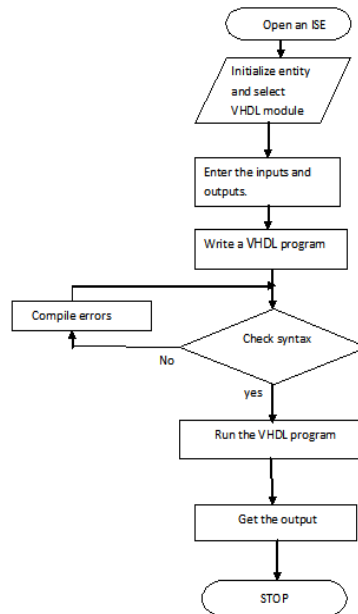 Open an ISE
Initialize entity
and select
VHDL module
Enter the inputs and
outputs.
Write a VHDL program
Compile errors
Check syntax
No
yes
Run the VHDL program
Get the output
STOP